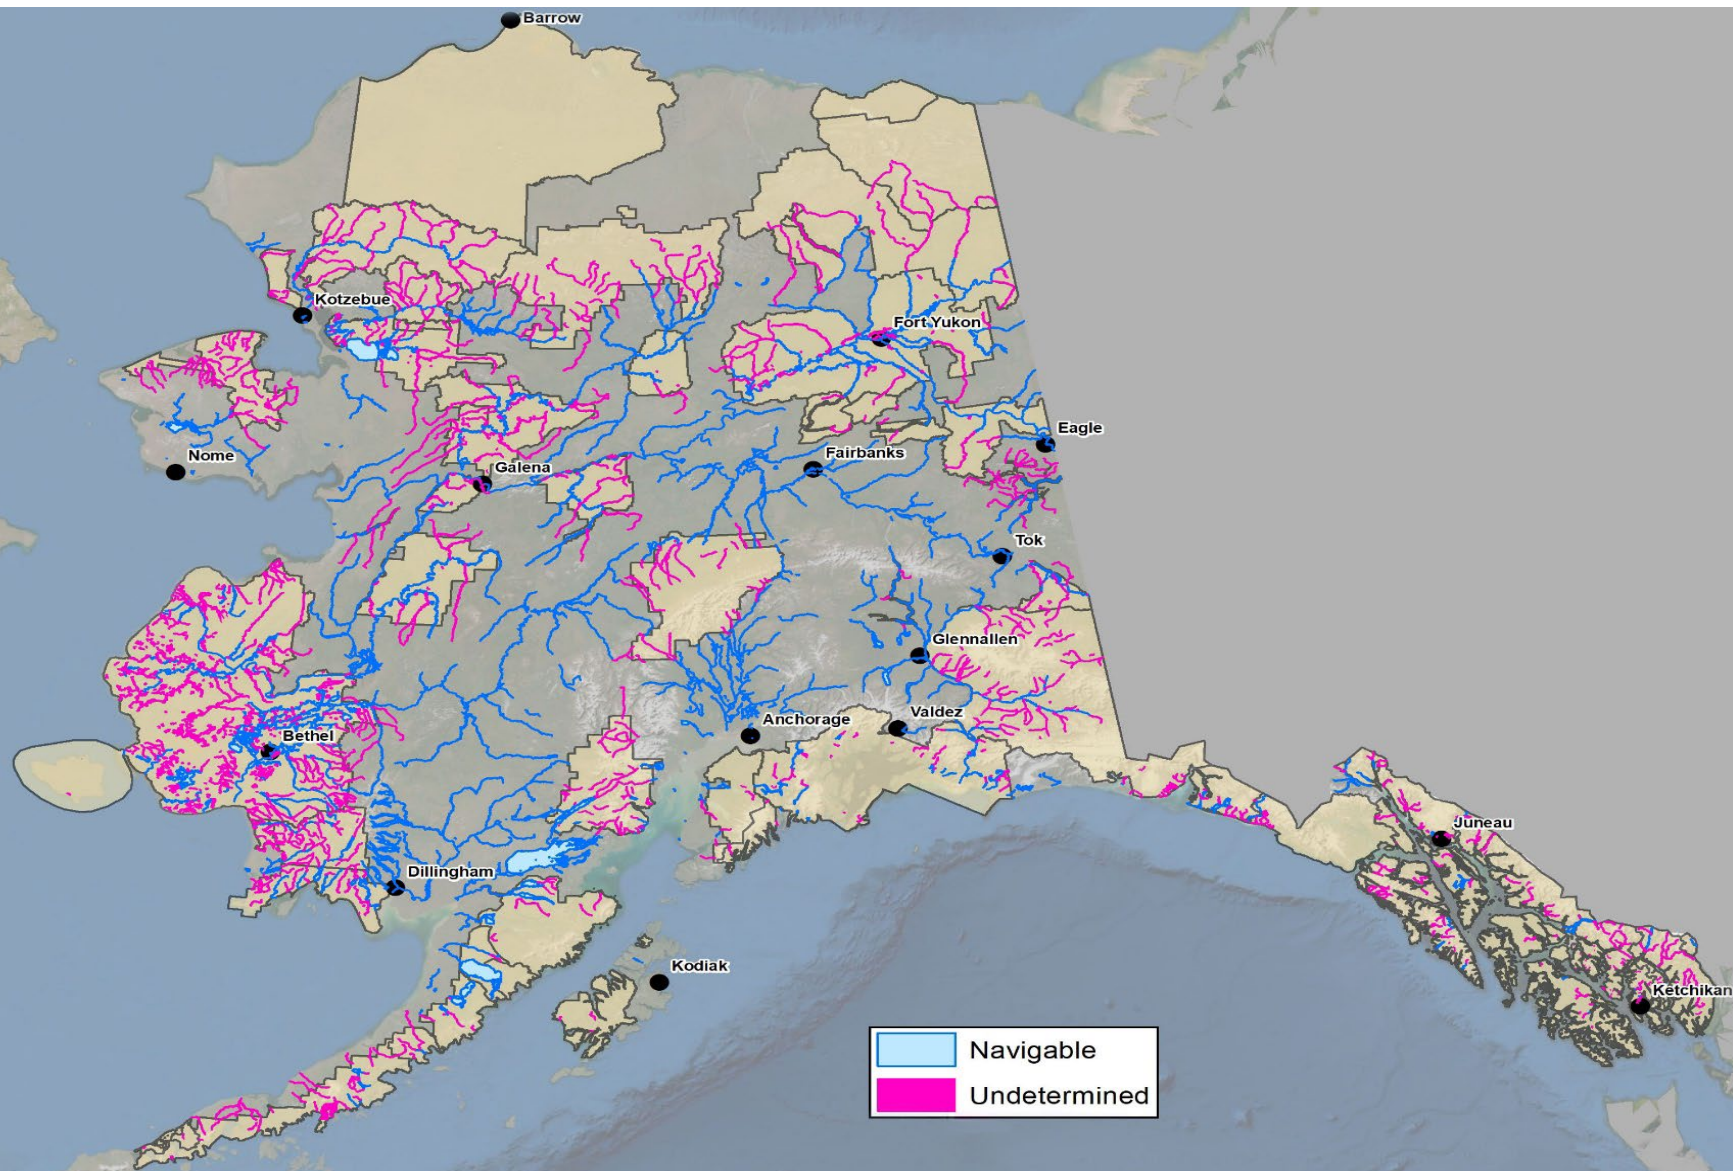 Barrow
Kotzebue
Fort Yukon
Eagle
Nome
Fairbanks
Galena
Tok
Glennallen
Valdez
Anchorage
Bethel
Juneau
Dillingham
Kodiak
Ketchikan
Navigable
Undetermined